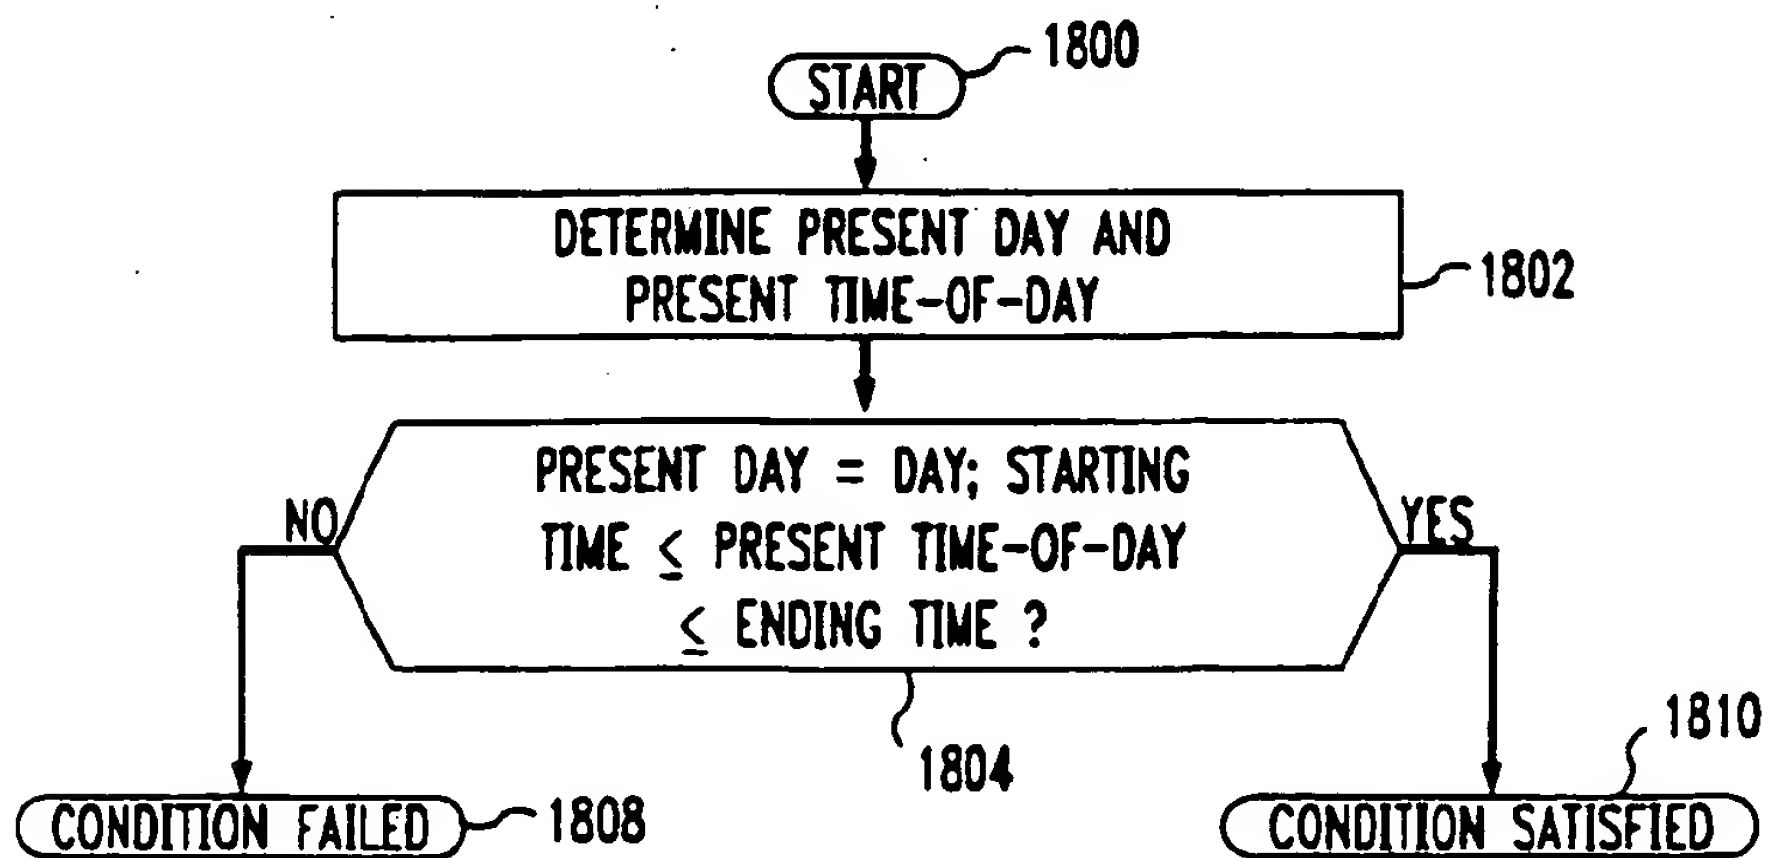 1800
START
DETERMINE PRESENT DAY AND
PRESENT TIME-OF-DAY
1802
PRESENT DAY = DAY; STARTING
TIME ≤ PRESENT TIME-OF-DAY
≤ ENDING TIME ?
NO
YES
1804
1810
CONDITION FAILED
1808
CONDITION SATISFIED